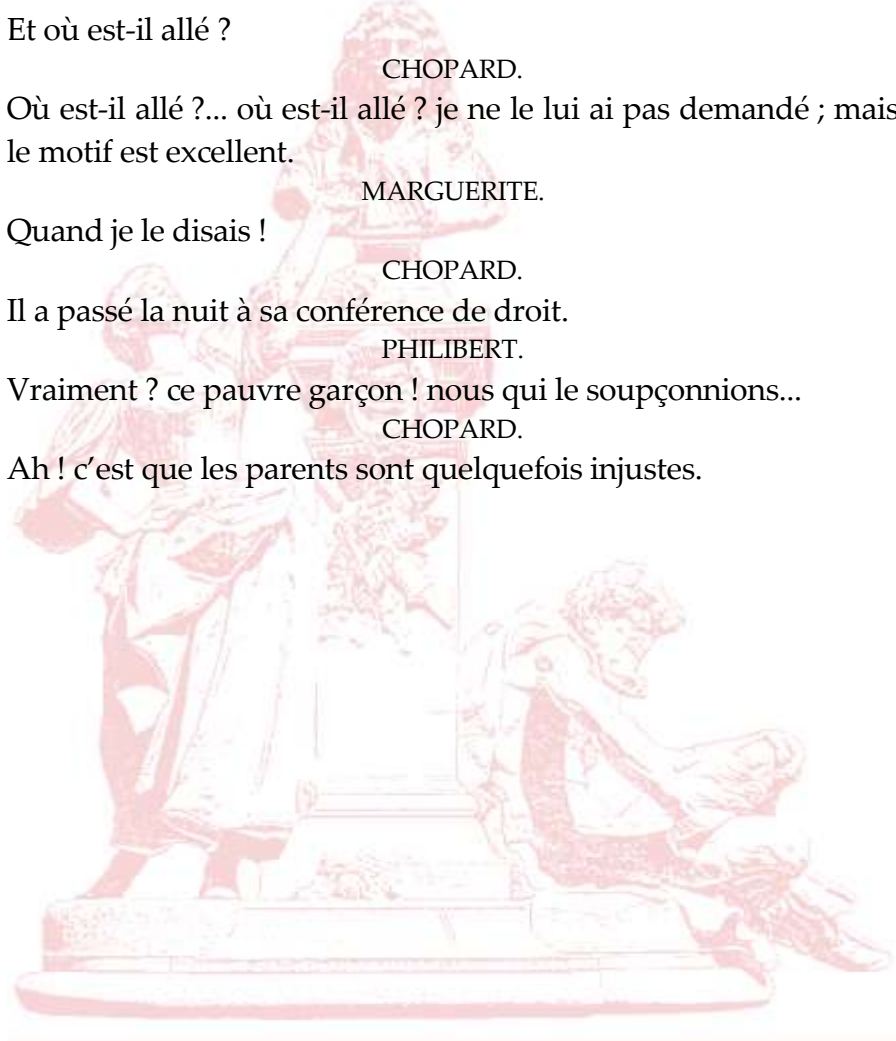 Et où est-il allé ?
CHOPARD.
Où est-il allé ?... où est-il allé ? je ne le lui ai pas demandé ; mais
le motif est excellent.
MARGUERITE.
Quand je le disais !
CHOPARD.
Il a passé la nuit à sa conférence de droit.
PHILIBERT.
Vraiment ? ce pauvre garçon ! nous qui le soupçonnions...
CHOPARD.
Ah ! c’est que les parents sont quelquefois injustes.